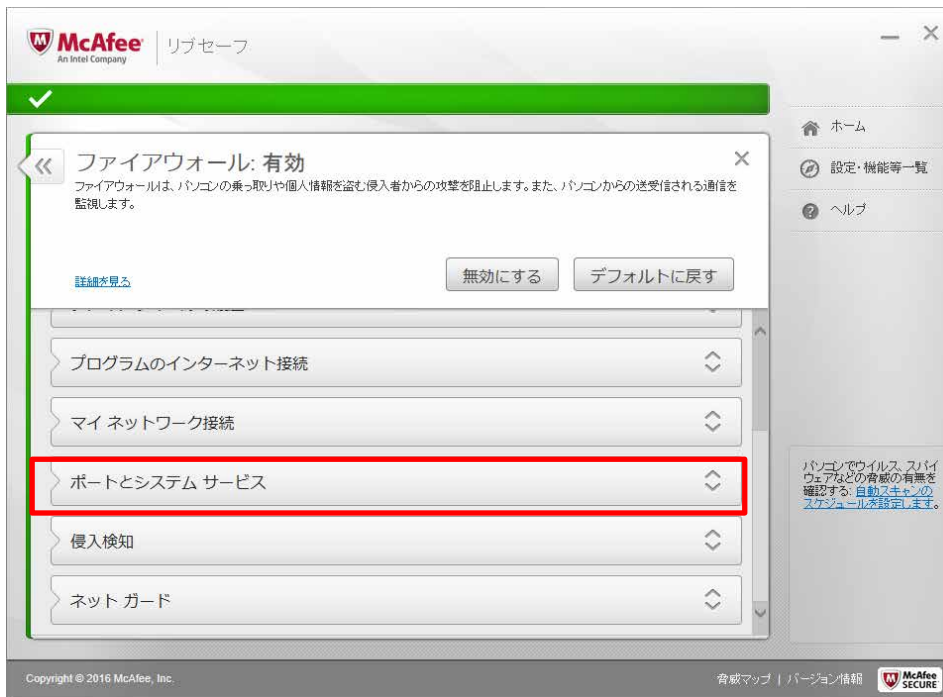 McAfee
An Intel Company
リブセーフ
ホーム
設定・機能等一覧
ヘルプ
ファイアウォール: 有効
ファイアウォールは、パソコンの乗っ取りや個人情報を盗む侵入者からの攻撃を阻止します。また、パソコンからの送受信される通信を
監視します。
詳細を見る
無効にする
デフォルトに戻す
プログラムのインターネット接続
マイ ネットワーク接続
ポートとシステム サービス
侵入検知
ネット ガード
パソコンでウイルス、スパイ
ウェアなどの脅威の有無を
確認する: 自動スキャンの
スケジュールを設定します。
Copyright © 2016 McAfee, Inc.
脅威マップ | バージョン情報
McAfee
SECURE